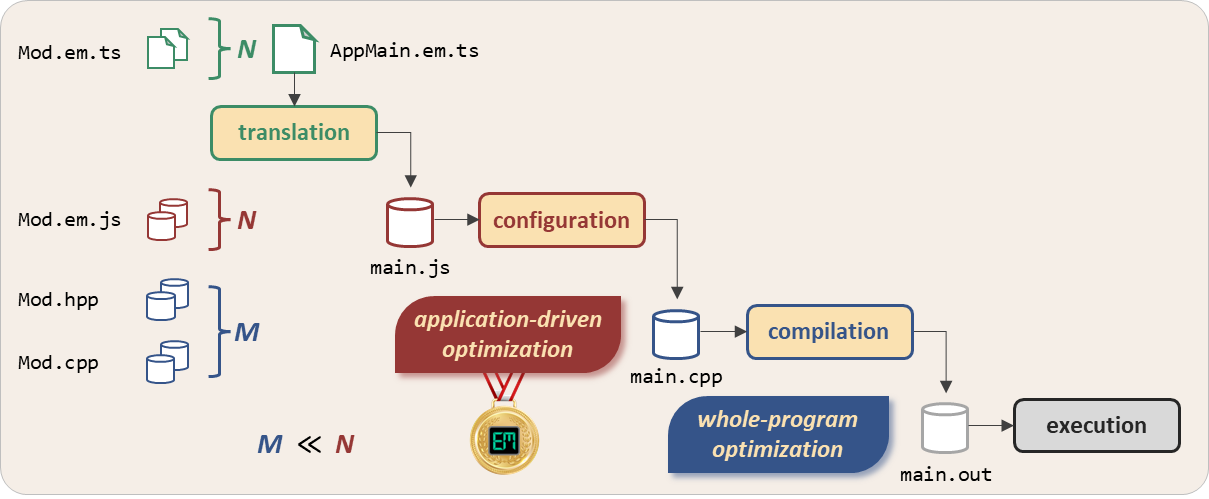 Mod.em.ts
N
AppMain.em.ts
translation
Mod.em.js
N
configuration
main.js
Mod.hpp
Mod.cpp
M
application-driven
optimization
compilation
main.cpp
whole-program
optimization
execution
main.out
M ≪ N
EM